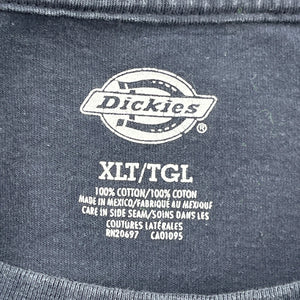 Dickies
®
XLT/TGL
100% COTTON/100% COTON
MADE IN MEXICO/FABRIQUÉ AU MEXIQUE
CARE IN SIDE SEAM/SOINS DANS LES
COUTURES LATÉRALES
RN20697 CA01095